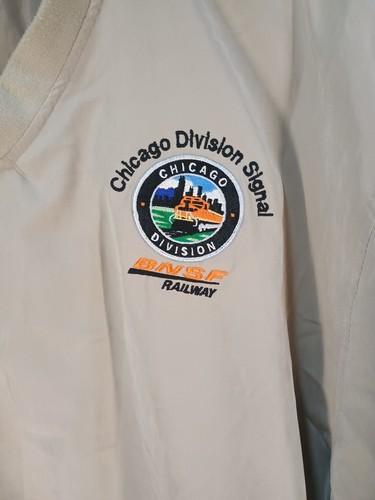 Chicago Division Signal
CHICAGO
DIVISION
BNSF
RAILWAY